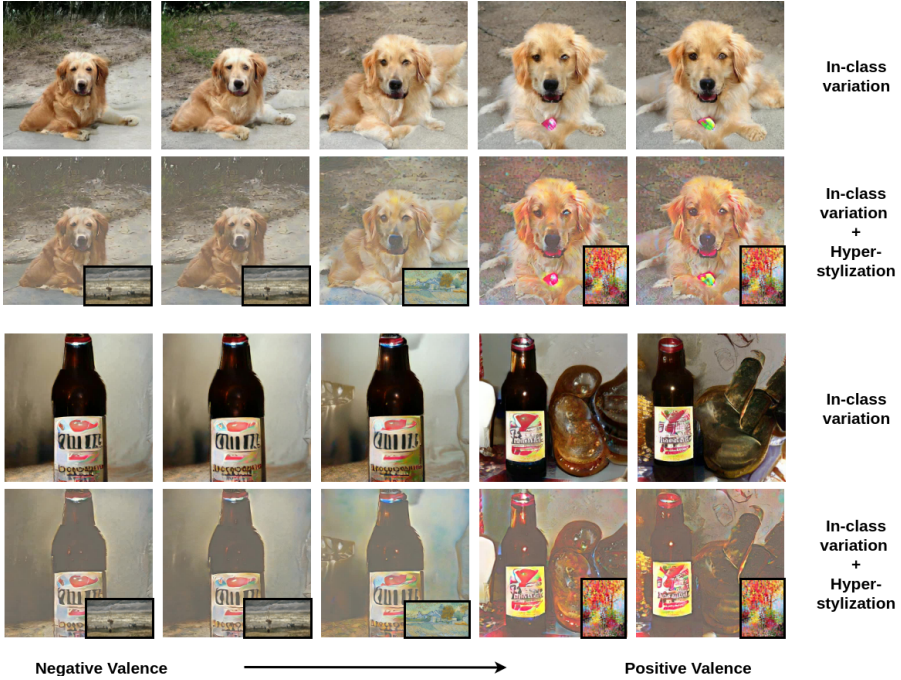 In-class
variation
In-class
variation
+
Hyper-
stylization
In-class
variation
In-class
variation
+
Hyper-
stylization
Negative Valence
Positive Valence